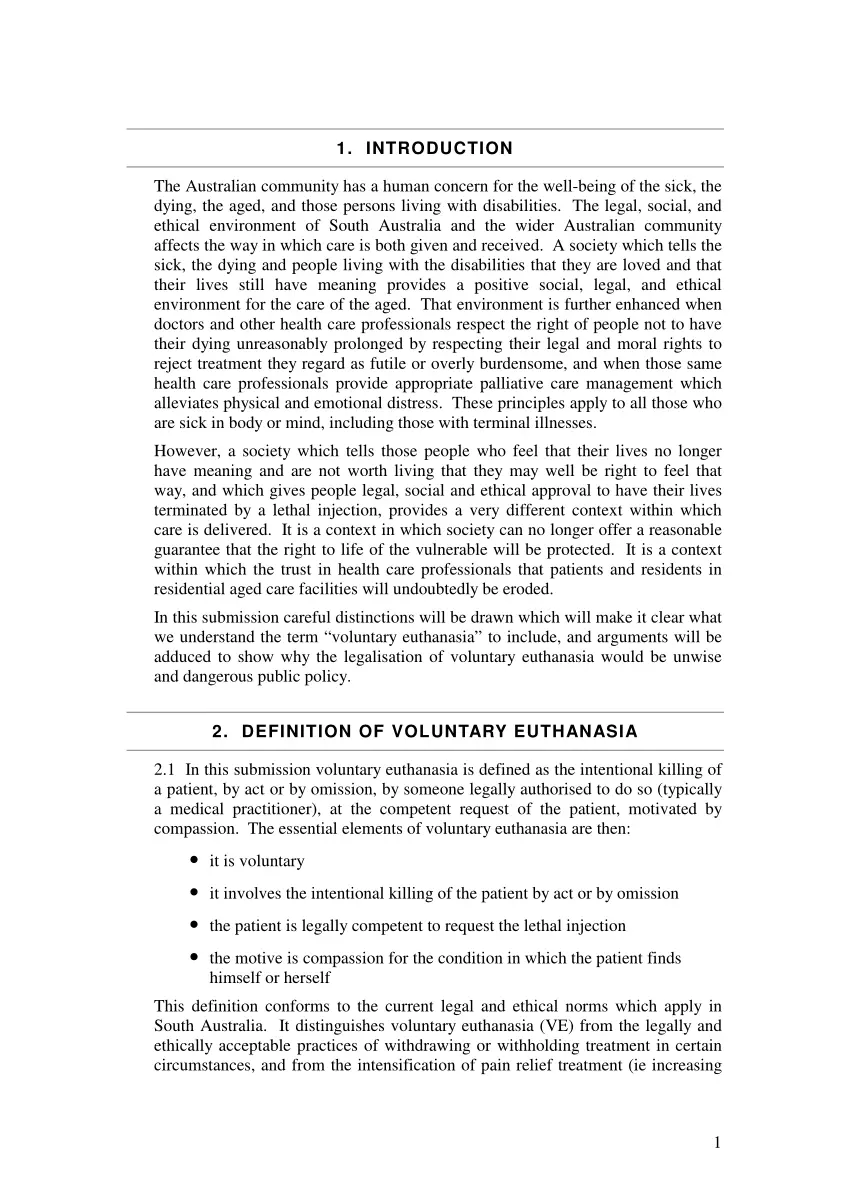 1. INTRODUCTION
The Australian community has a human concern for the well-being of the sick, the
dying, the aged, and those persons living with disabilities. The legal, social, and
ethical environment of South Australia and the wider Australian community
affects the way in which care is both given and received. A society which tells the
sick, the dying and people living with the disabilities that they are loved and that
their lives still have meaning provides a positive social, legal, and ethical
environment for the care of the aged. That environment is further enhanced when
doctors and other health care professionals respect the right of people not to have
their dying unreasonably prolonged by respecting their legal and moral rights to
reject treatment they regard as futile or overly burdensome, and when those same
health care professionals provide appropriate palliative care management which
alleviates physical and emotional distress. These principles apply to all those who
are sick in body or mind, including those with terminal illnesses.
However, a society which tells those people who feel that their lives no longer
have meaning and are not worth living that they may well be right to feel that
way, and which gives people legal, social and ethical approval to have their lives
terminated by a lethal injection, provides a very different context within which
care is delivered. It is a context in which society can no longer offer a reasonable
guarantee that the right to life of the vulnerable will be protected. It is a context
within which the trust in health care professionals that patients and residents in
residential aged care facilities will undoubtedly be eroded.
In this submission careful distinctions will be drawn which will make it clear what
we understand the term “voluntary euthanasia” to include, and arguments will be
adduced to show why the legalisation of voluntary euthanasia would be unwise
and dangerous public policy.
2. DEFINITION OF VOLUNTARY EUTHANASIA
2.1 In this submission voluntary euthanasia is defined as the intentional killing of
a patient, by act or by omission, by someone legally authorised to do so (typically
a medical practitioner), at the competent request of the patient, motivated by
compassion. The essential elements of voluntary euthanasia are then:
• it is voluntary
• it involves the intentional killing of the patient by act or by omission
• the patient is legally competent to request the lethal injection
• the motive is compassion for the condition in which the patient finds
himself or herself
This definition conforms to the current legal and ethical norms which apply in
South Australia. It distinguishes voluntary euthanasia (VE) from the legally and
ethically acceptable practices of withdrawing or withholding treatment in certain
circumstances, and from the intensification of pain relief treatment (ie increasing
1